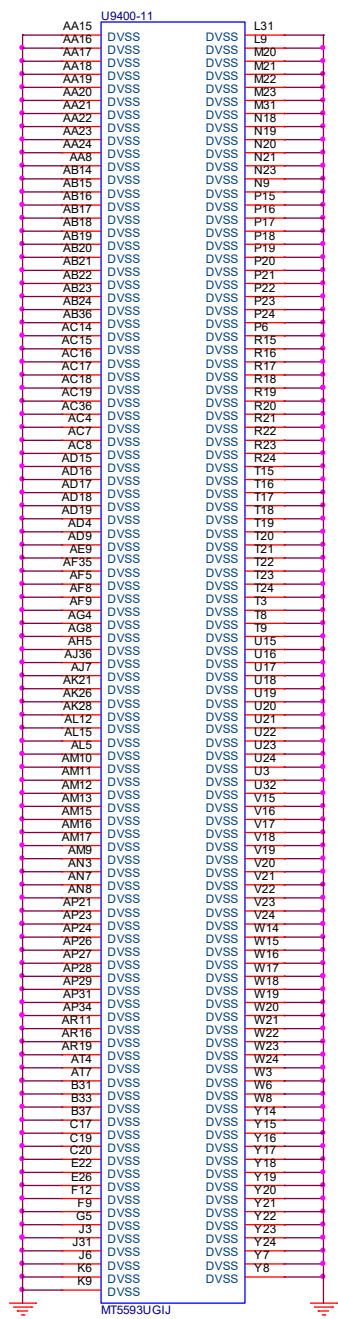 U9400-11
AA15 DVSS DVSS L31
AA16 DVSS DVSS L9
AA17 DVSS DVSS M20
AA18 DVSS DVSS M21
AA19 DVSS DVSS M22
AA20 DVSS DVSS M23
AA21 DVSS DVSS M31
AA22 DVSS DVSS N18
AA23 DVSS DVSS N19
AA24 DVSS DVSS N20
AA8 DVSS DVSS N21
AB14 DVSS DVSS N23
AB15 DVSS DVSS N9
AB16 DVSS DVSS P15
AB17 DVSS DVSS P16
AB18 DVSS DVSS P17
AB19 DVSS DVSS P18
AB20 DVSS DVSS P19
AB21 DVSS DVSS P20
AB22 DVSS DVSS P21
AB23 DVSS DVSS P22
AB24 DVSS DVSS P23
AB36 DVSS DVSS P24
AC14 DVSS DVSS P6
AC15 DVSS DVSS R15
AC16 DVSS DVSS R16
AC17 DVSS DVSS R17
AC18 DVSS DVSS R18
AC19 DVSS DVSS R19
AC36 DVSS DVSS R20
AC4 DVSS DVSS R21
AC7 DVSS DVSS R22
AC8 DVSS DVSS R23
AD15 DVSS DVSS R24
AD16 DVSS DVSS T15
AD17 DVSS DVSS T16
AD18 DVSS DVSS T17
AD19 DVSS DVSS T18
AD4 DVSS DVSS T19
AD9 DVSS DVSS T20
AE9 DVSS DVSS T21
AF35 DVSS DVSS T22
AF5 DVSS DVSS T23
AF8 DVSS DVSS T24
AF9 DVSS DVSS T3
AG4 DVSS DVSS T8
AG8 DVSS DVSS T9
AH5 DVSS DVSS U15
AJ36 DVSS DVSS U16
AJ7 DVSS DVSS U17
AK21 DVSS DVSS U18
AK26 DVSS DVSS U19
AK28 DVSS DVSS U20
AL12 DVSS DVSS U21
AL15 DVSS DVSS U22
AL5 DVSS DVSS U23
AM10 DVSS DVSS U24
AM11 DVSS DVSS U3
AM12 DVSS DVSS U32
AM13 DVSS DVSS V15
AM15 DVSS DVSS V16
AM16 DVSS DVSS V17
AM17 DVSS DVSS V18
AM9 DVSS DVSS V19
AN3 DVSS DVSS V20
AN7 DVSS DVSS V21
AN8 DVSS DVSS V22
AP21 DVSS DVSS V23
AP23 DVSS DVSS V24
AP24 DVSS DVSS W14
AP26 DVSS DVSS W15
AP27 DVSS DVSS W16
AP28 DVSS DVSS W17
AP29 DVSS DVSS W18
AP31 DVSS DVSS W19
AP34 DVSS DVSS W20
AR11 DVSS DVSS W21
AR16 DVSS DVSS W22
AR19 DVSS DVSS W23
AT4 DVSS DVSS W24
AT7 DVSS DVSS W3
B31 DVSS DVSS W6
B33 DVSS DVSS W8
B37 DVSS DVSS Y14
C17 DVSS DVSS Y15
C19 DVSS DVSS Y16
C20 DVSS DVSS Y17
E22 DVSS DVSS Y18
E26 DVSS DVSS Y19
F12 DVSS DVSS Y20
F9 DVSS DVSS Y21
G5 DVSS DVSS Y22
J3 DVSS DVSS Y23
J31 DVSS DVSS Y24
J6 DVSS DVSS Y7
K6 DVSS DVSS Y8
K9 DVSS
MT5593UGIJ